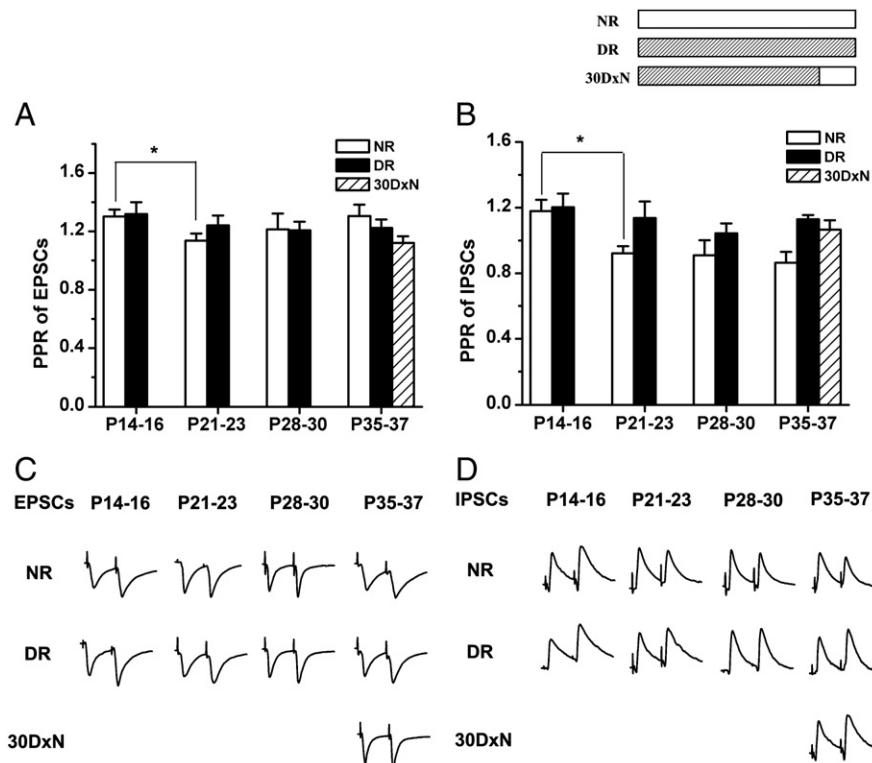 NR
DR
30DxN
A
*
NR
DR
30DxN
PPR of EPSCs
1.6
1.2
0.8
0.4
0.0
P14-16 P21-23 P28-30 P35-37
B
*
NR
DR
30DxN
PPR of IPSCs
1.6
1.2
0.8
0.4
0.0
P14-16 P21-23 P28-30 P35-37
C
EPSCs P14-16 P21-23 P28-30 P35-37
NR
DR
30DxN
D
IPSCs P14-16 P21-23 P28-30 P35-37
NR
DR
30DxN